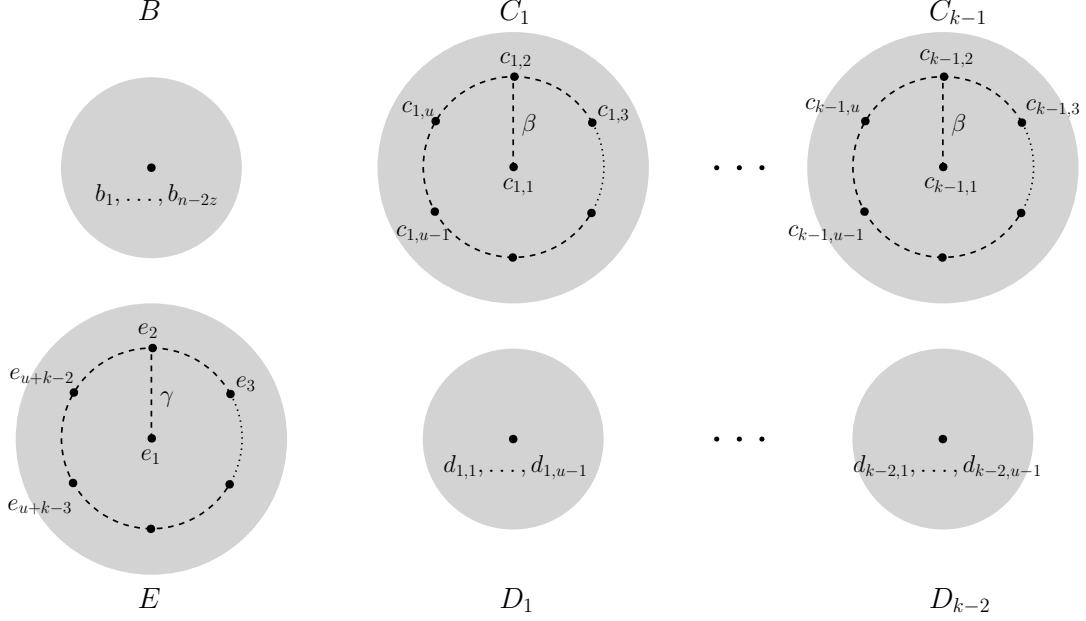 B
C_1
C_{k-1}
c_{1,2}
c_{k-1,2}
c_{1,u}
c_{1,3}
c_{k-1,u}
c_{k-1,3}
β
β
b_1, ..., b_{n-2z}
c_{1,1}
· · ·
c_{k-1,1}
c_{1,u-1}
c_{k-1,u-1}
e_2
e_{u+k-2}
e_3
γ
e_1
· · ·
d_{1,1}, ..., d_{1,u-1}
d_{k-2,1}, ..., d_{k-2,u-1}
e_{u+k-3}
E
D_1
D_{k-2}